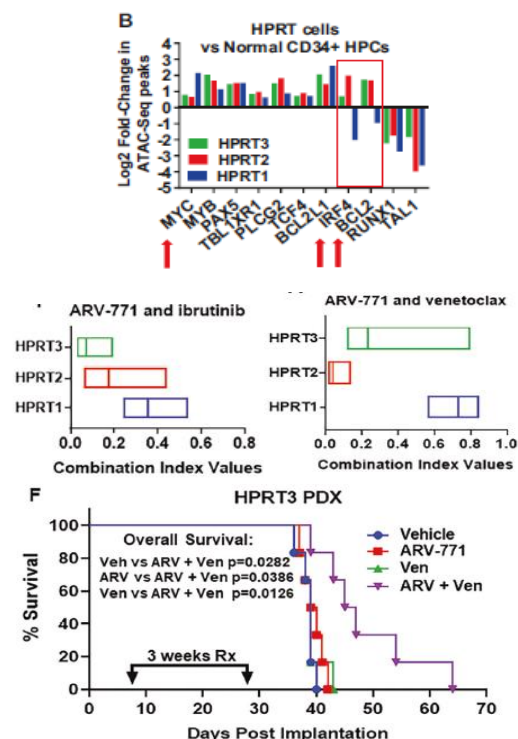 B
HPRT cells
vs Normal CD34+ HPCs
Log2 Fold-Change in
ATAC-Seq peaks
4
3
2
1
0
-1
-2
-3
-4
-5
HPRT3
HPRT2
HPRT1
MYC
MYB
PAX5
TBL1XR1
PLCG2
TCF4
BCL2L1
IRF4
BCL2
RUNX1
TAL1
ARV-771 and ibrutinib
HPRT3
HPRT2
HPRT1
0.0 0.2 0.4 0.6 0.8
Combination Index Values
ARV-771 and venetoclax
HPRT3
HPRT2
HPRT1
0.0 0.2 0.4 0.6 0.8 1.0
Combination Index Values
F
HPRT3 PDX
% Survival
100
80
60
40
20
0
Overall Survival:
Veh vs ARV + Ven p=0.0282
ARV vs ARV + Ven p=0.0386
Ven vs ARV + Ven p=0.0126
3 weeks Rx
Vehicle
ARV-771
Ven
ARV + Ven
0 10 20 30 40 50 60 70
Days Post Implantation